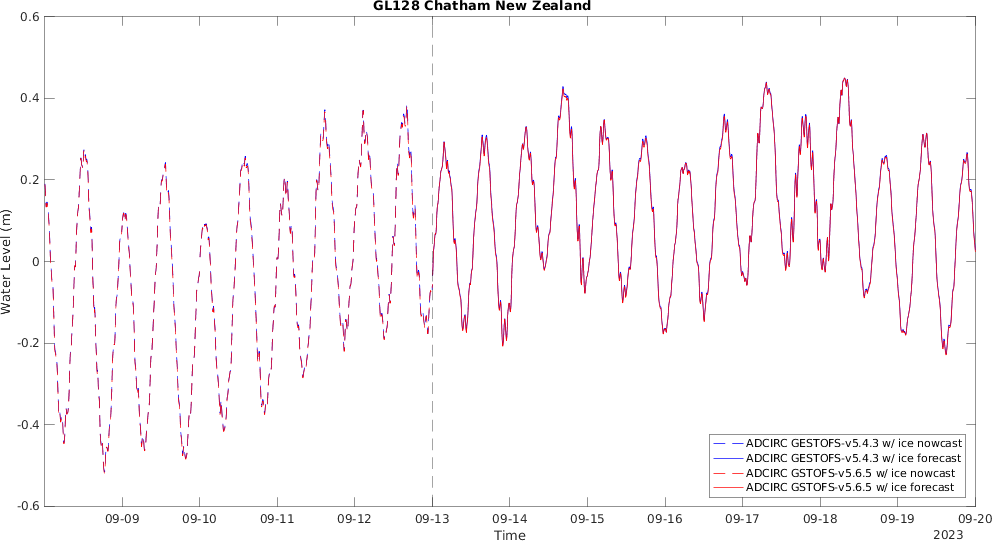 GL128 Chatham New Zealand
0.6
0.4
0.2
0
-0.2
-0.4
-0.6
Water Level (m)
ADCIRC GESTOFS-v5.4.3 w/ ice nowcast
ADCIRC GESTOFS-v5.4.3 w/ ice forecast
ADCIRC GSTOFS-v5.6.5 w/ ice nowcast
ADCIRC GSTOFS-v5.6.5 w/ ice forecast
09-09 09-10 09-11 09-12 09-13 09-14 09-15 09-16 09-17 09-18 09-19 09-20
Time
2023